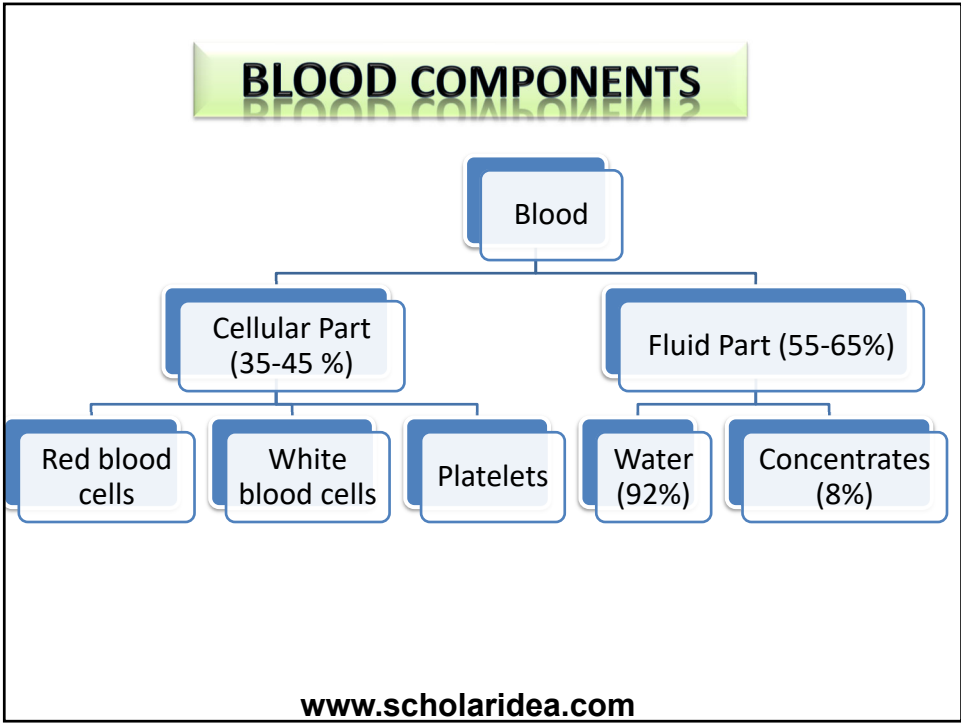 BLOOD COMPONENTS
Blood
Cellular Part
(35-45 %)
Fluid Part (55-65%)
Red blood
cells
White
blood cells
Platelets
Water
(92%)
Concentrates
(8%)
www.scholaridea.com